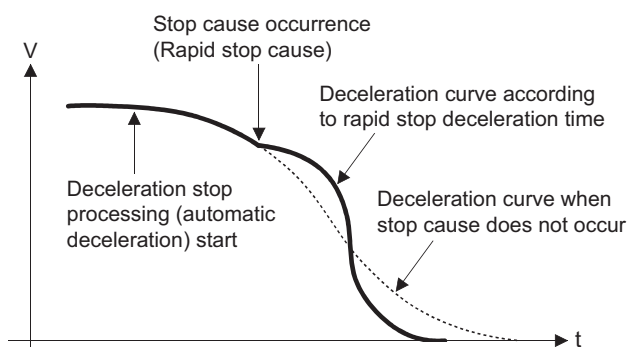 Stop cause occurrence
(Rapid stop cause)
V
Deceleration curve according
to rapid stop deceleration time
Deceleration stop
processing (automatic
deceleration) start
Deceleration curve when
stop cause does not occur
t